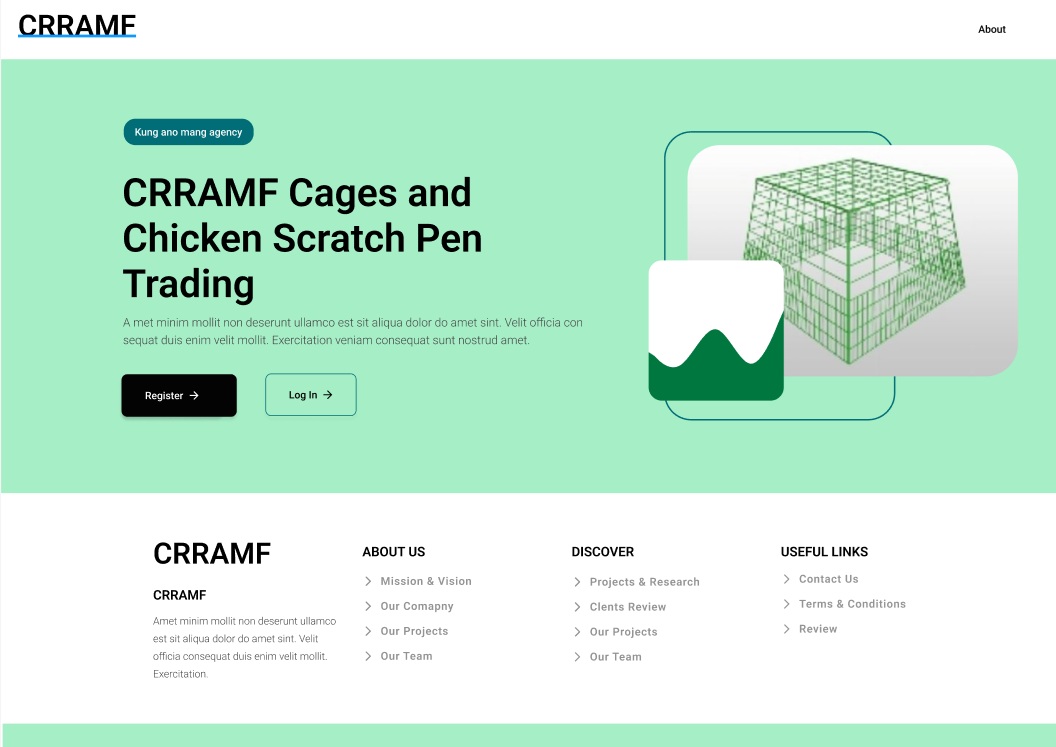 CRRAMF
About
Kung ano mang agency
CRRAMF Cages and
Chicken Scratch Pen
Trading
A met minim mollit non deserunt ullamco est sit aliqua dolor do amet sint. Velit officia con
sequat duis enim velit mollit. Exercitation veniam consequat sunt nostrud amet.
Register
Log In
CRRAMF
CRRAMF
Amet minim mollit non deserunt ullamco
est sit aliqua dolor do amet sint. Velit
officia consequat duis enim velit mollit.
Exercitation.
ABOUT US
Mission & Vision
Our Comapny
Our Projects
Our Team
DISCOVER
Projects & Research
Clents Review
Our Projects
Our Team
USEFUL LINKS
Contact Us
Terms & Conditions
Review